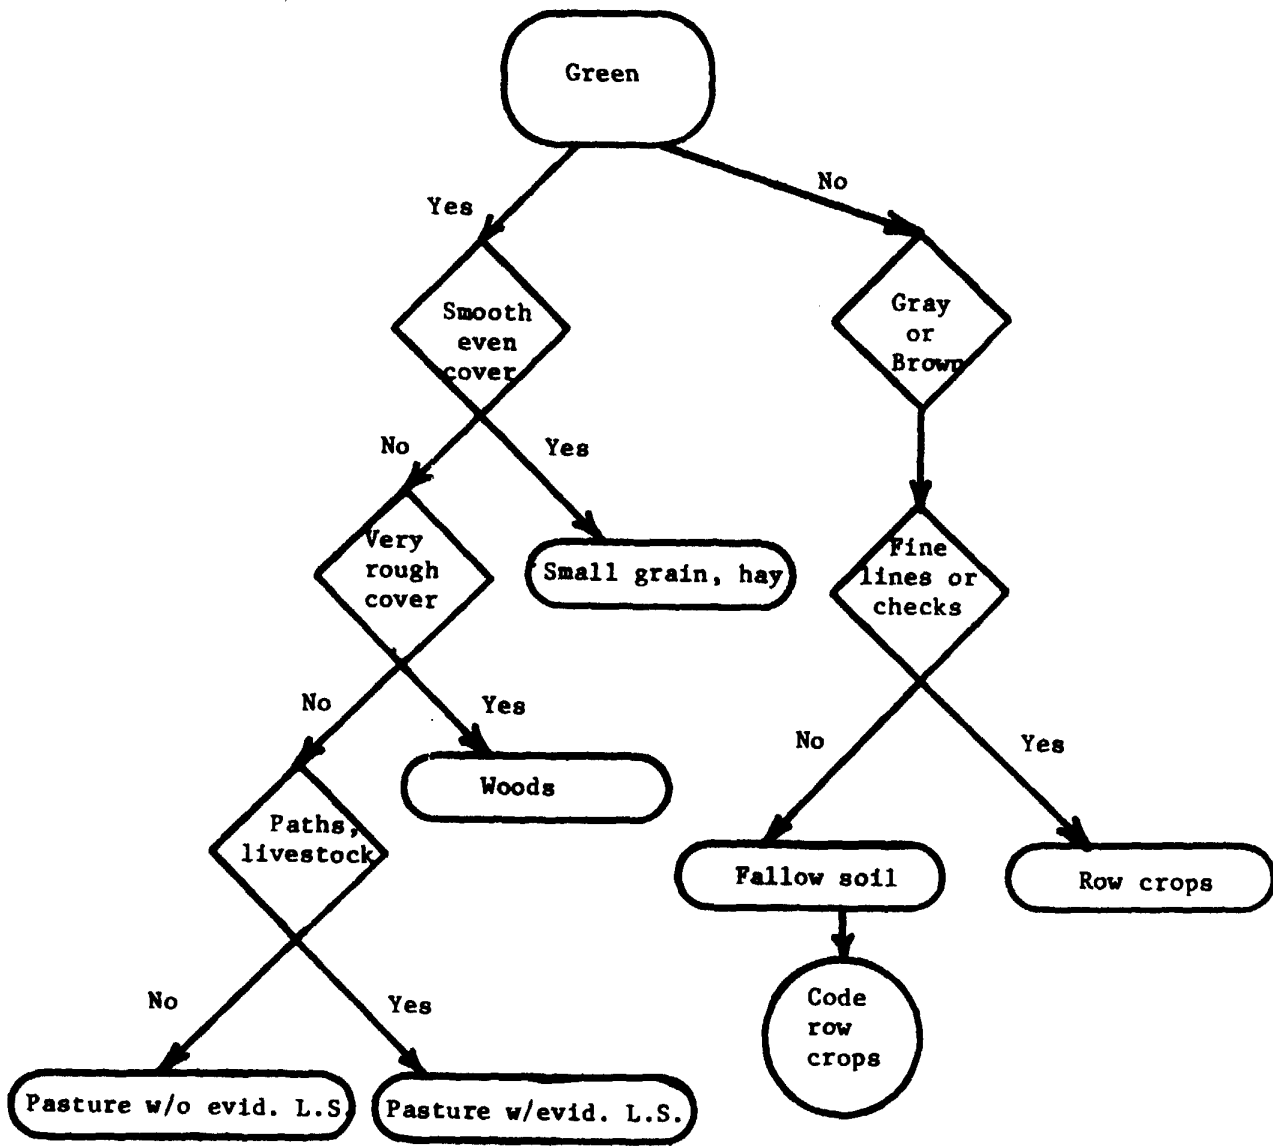 Green
Yes
No
Smooth
even
cover
Gray
or
Brown
No
Yes
Very
rough
cover
Small grain, hay
Fine
lines or
checks
No
Yes
No
Yes
Woods
Paths,
livestock
Fallow soil
Row crops
No
Yes
Code
row
crops
Pasture w/o evid. L.S.
Pasture w/evid. L.S.